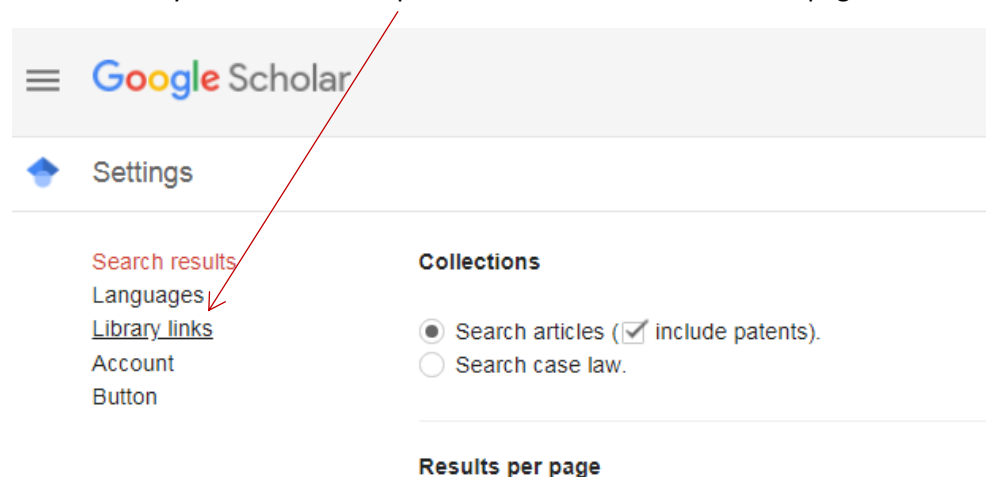 Google Scholar
Settings
Search results
Languages
Library links
Account
Button
Collections
Search articles (include patents).
Search case law.
Results per page